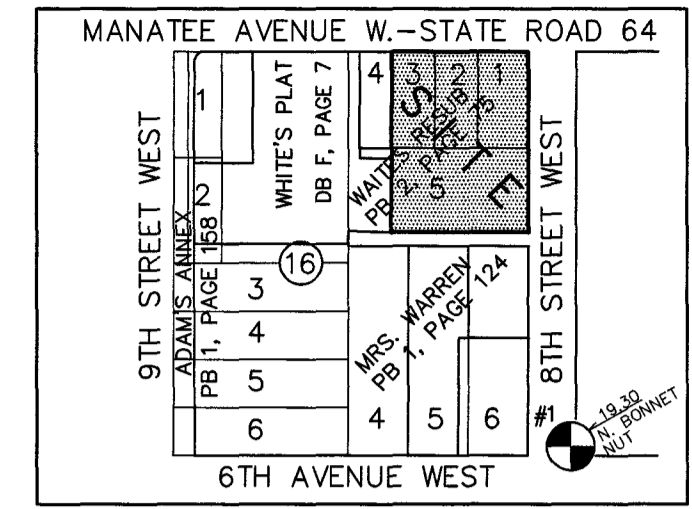 MANATEE AVENUE W.-STATE ROAD 64
9TH STREET WEST
ADAM'S ANNEX
PB 1, PAGE 158
1
2
3
4
5
6
WHITE'S PLAT
DB F, PAGE 7
16
4
3
2
1
5
SITE
WAITE'S RESUB
PB 2, PAGE 75
MRS. WARREN
PB 1, PAGE 124
4
5
6
8TH STREET WEST
#1
19.30
N. BONNET
NUT
6TH AVENUE WEST